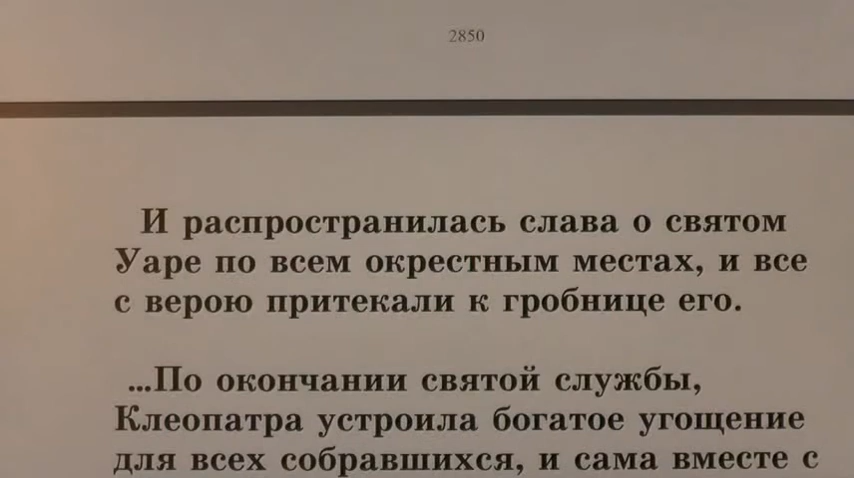 2850
И распространилась слава о святом
Уаре по всем окрестным местах, и все
с верою притекали к гробнице его.
...По окончании святой службы,
Клеопатра устроила богатое угощение
для всех собравшихся, и сама вместе с